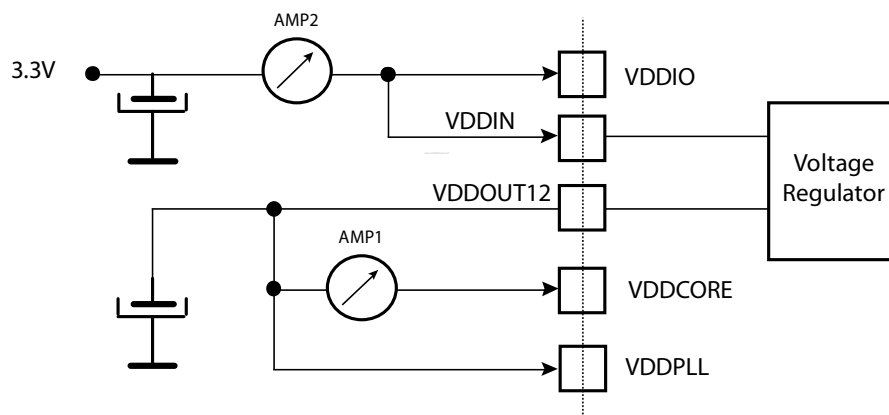 AMP2
3.3V
VDDIO
VDDIN
Voltage
Regulator
VDDOUT12
AMP1
VDDCORE
VDDPLL